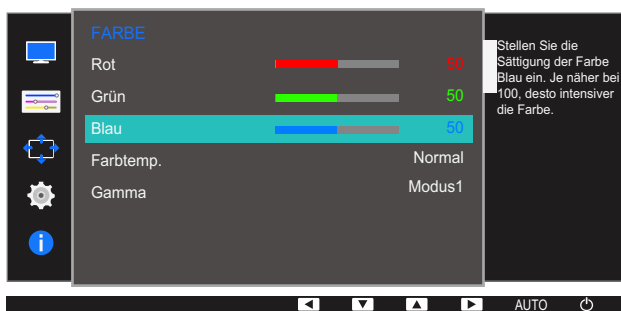 FARBE
Rot 50
Grün 50
Blau 50
Farbtemp. Normal
Gamma Modus1
Stellen Sie die
Sättigung der Farbe
Blau ein. Je näher bei
100, desto intensiver
die Farbe.
AUTO